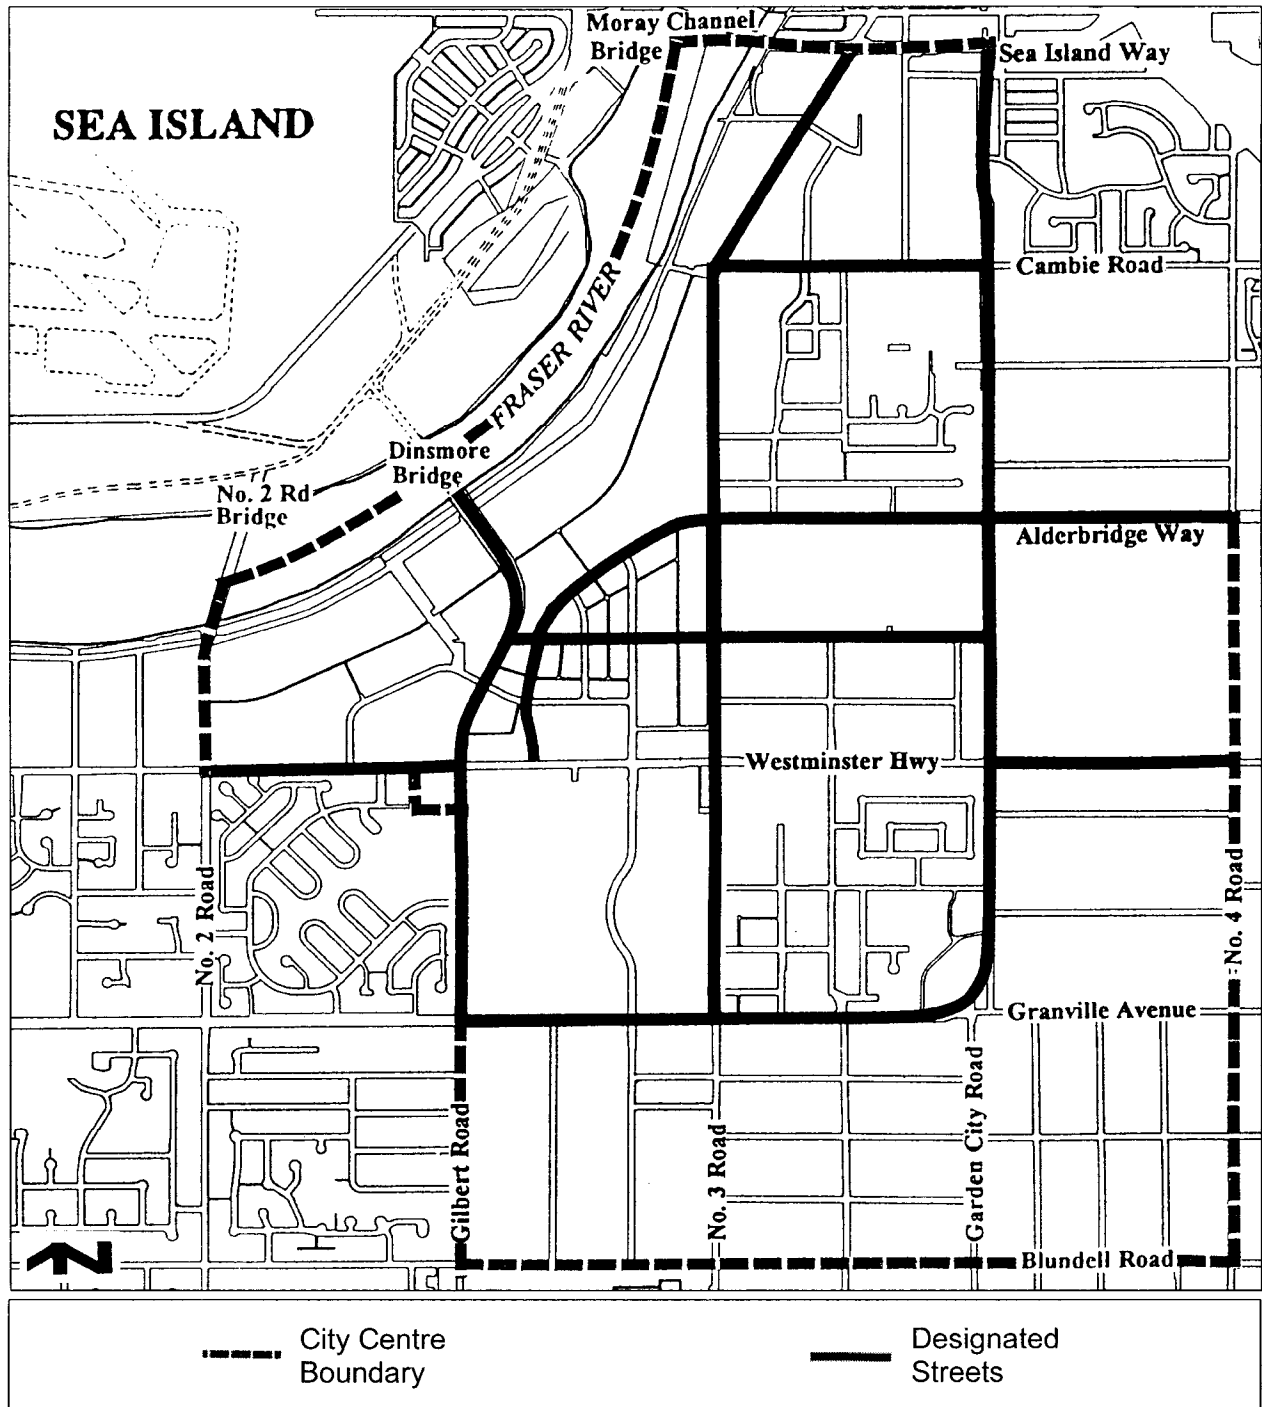 Moray Channel
Bridge
Sea Island Way
SEA ISLAND
Cambie Road
FRASER RIVER
Dinsmore
Bridge
No. 2 Rd
Bridge
Alderbridge Way
Westminster Hwy
No. 2 Road
No. 4 Road
Granville Avenue
Gilbert Road
No. 3 Road
Garden City Road
Blundell Road
City Centre
Boundary
Designated
Streets